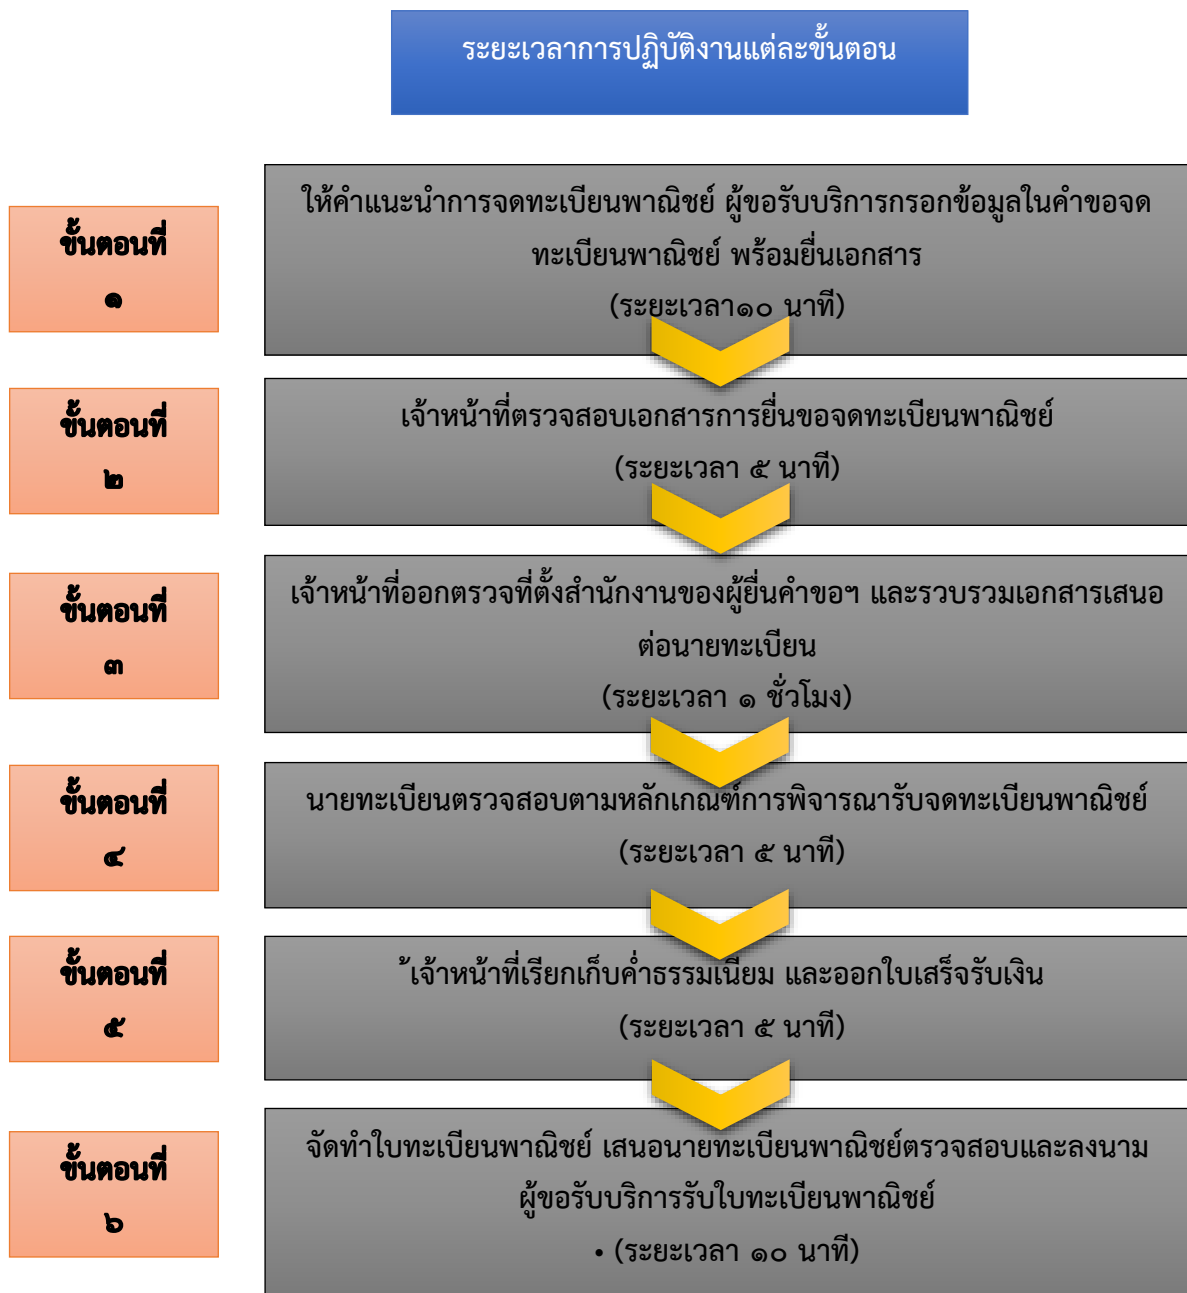 ระยะเวลาการปฏิบัติงานแต่ละขั้นตอน
ขั้นตอนที่
๑
ให้คำแนะนำการจดทะเบียนพาณิชย์ ผู้ขอรับบริการกรอกข้อมูลในคำขอจด
ทะเบียนพาณิชย์ พร้อมยื่นเอกสาร
(ระยะเวลา๑๐ นาที)
ขั้นตอนที่
๒
เจ้าหน้าที่ตรวจสอบเอกสารการยื่นขอจดทะเบียนพาณิชย์
(ระยะเวลา ๕ นาที)
ขั้นตอนที่
๓
เจ้าหน้าที่ออกตรวจที่ตั้งสำนักงานของผู้ยื่นคำขอฯ และรวบรวมเอกสารเสนอ
ต่อนายทะเบียน
(ระยะเวลา ๑ ชั่วโมง)
ขั้นตอนที่
๔
นายทะเบียนตรวจสอบตามหลักเกณฑ์การพิจารณารับจดทะเบียนพาณิชย์
(ระยะเวลา ๕ นาที)
ขั้นตอนที่
๕
้เจ้าหน้าที่เรียกเก็บค่ำธรรมเนียม และออกใบเสร็จรับเงิน
(ระยะเวลา ๕ นาที)
ขั้นตอนที่
๖
จัดทำใบทะเบียนพาณิชย์ เสนอนายทะเบียนพาณิชย์ตรวจสอบและลงนาม
ผู้ขอรับบริการรับใบทะเบียนพาณิชย์
• (ระยะเวลา ๑๐ นาที)